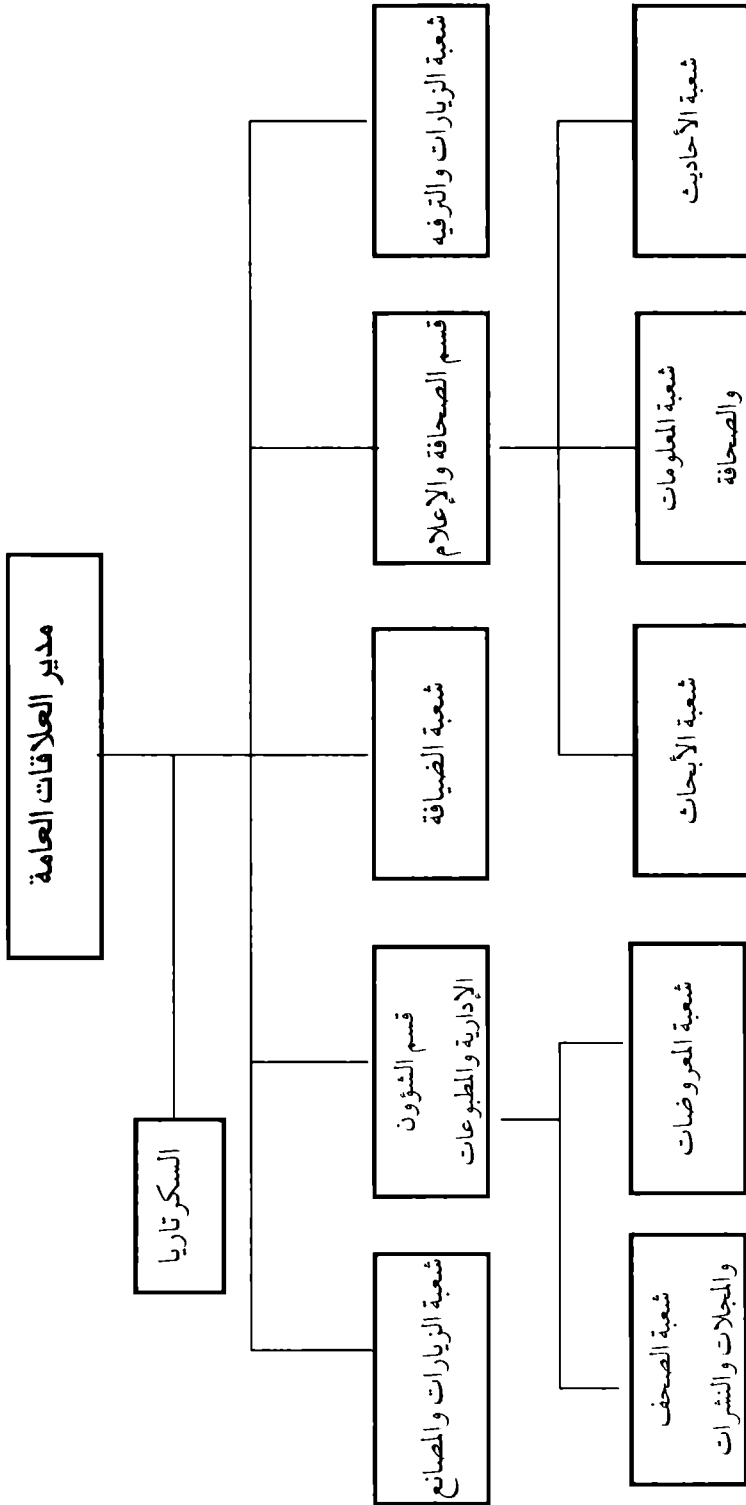 مدير العلاقات العامة
السكرتاريا
شعبة الزيارات والترفيه
قسم الصحافة والإعلام
شعبة الضيافة
قسم الشؤون
الإدارية والمطبوعات
شعبة الزيارات والمصانع
شعبة الأحاديث
شعبة المعلومات
والصحافة
شعبة الأبحاث
شعبة المعروضات
شعبة الصحف
والمجلات والنشرات